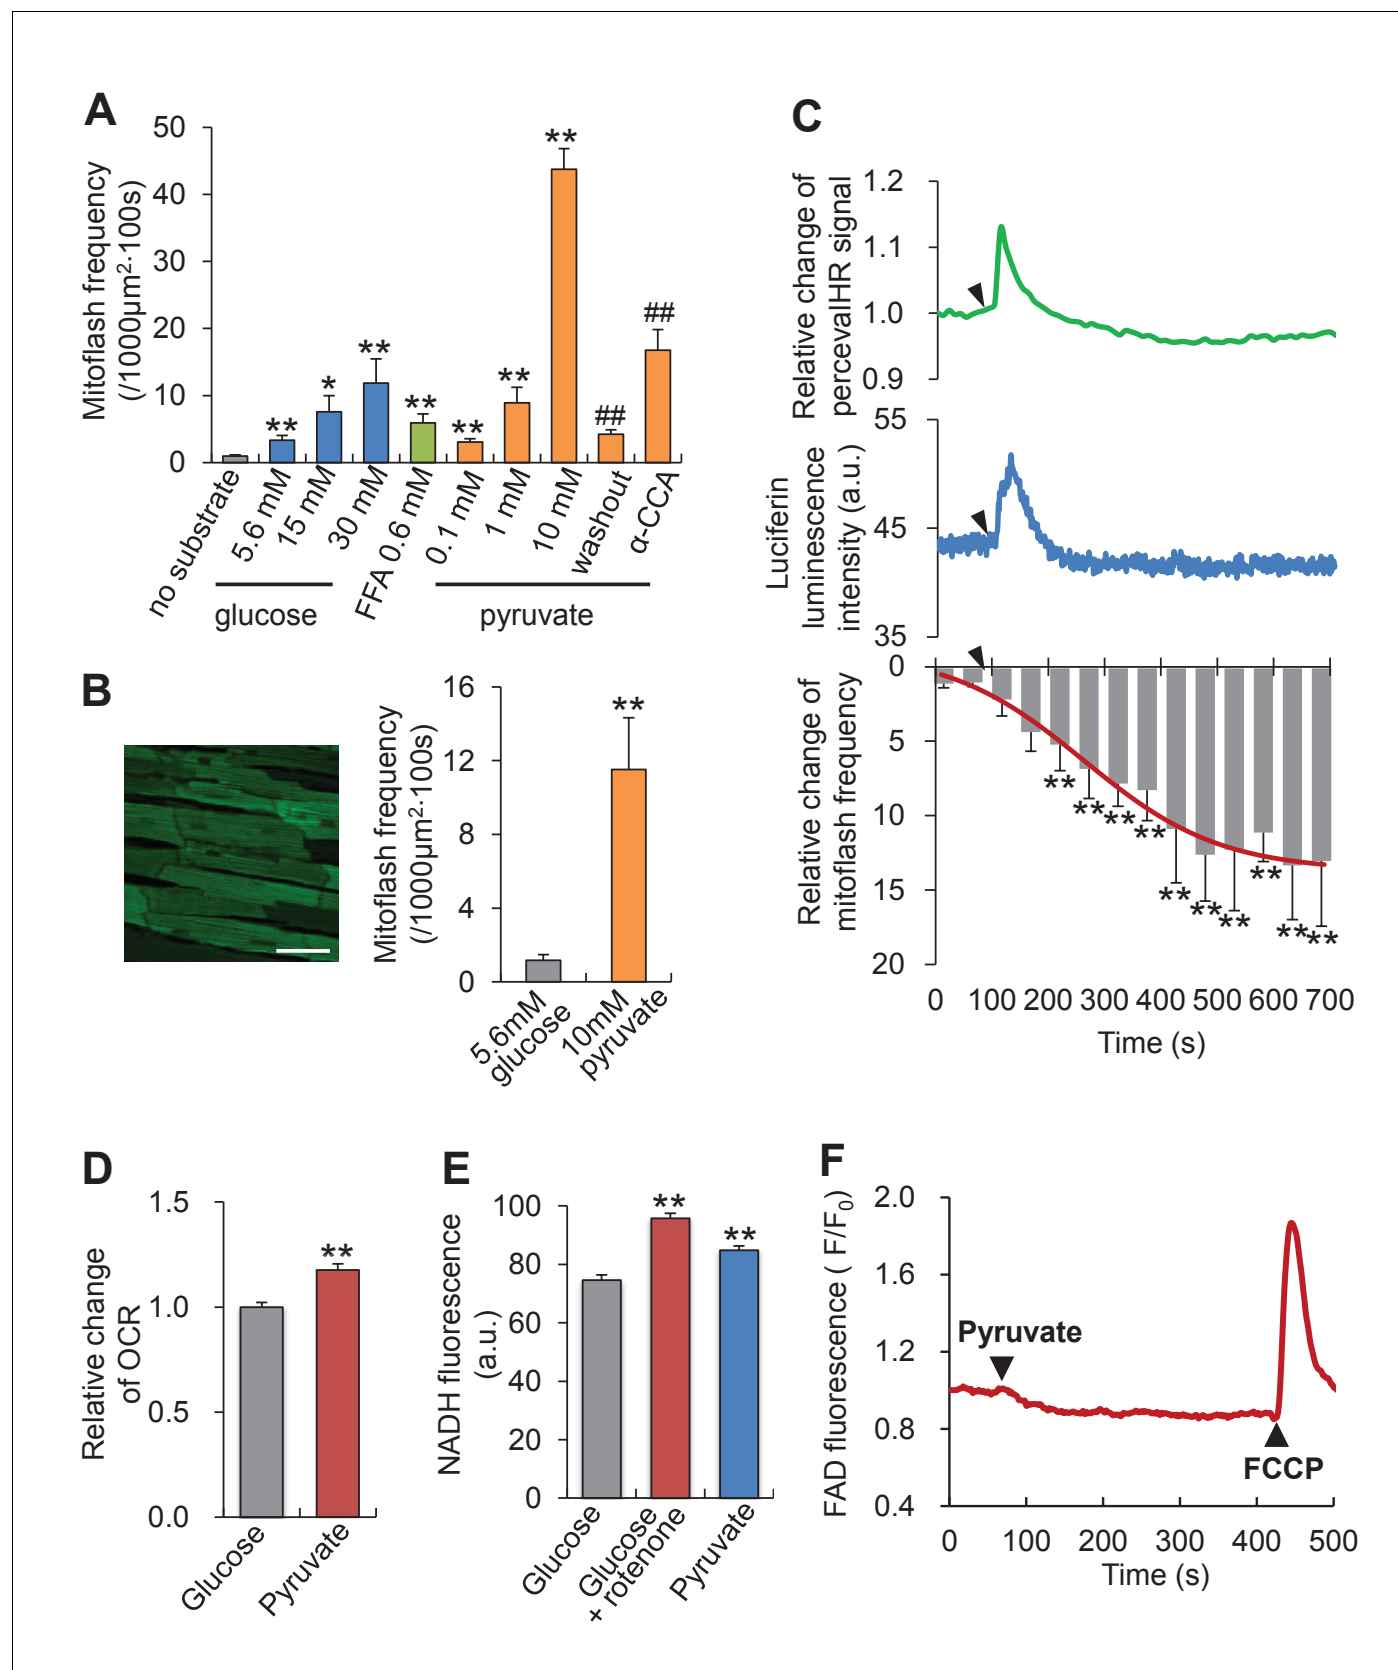 A
Mitoflash frequency
(/1000μm²·100s)
50
40
30
20
10
0
**
*
**
**
**
**
**
##
##
no substrate
5.6 mM
15 mM
30 mM
FFA 0.6 mM
0.1 mM
1 mM
10 mM
washout
α-CCA
glucose
pyruvate
B
Mitoflash frequency
(/1000μm²·100s)
16
12
8
4
0
**
5.6mM
glucose
10mM
pyruvate
C
Relative change of
percevalHR signal
1.2
1.1
1.0
0.9
Luciferin
luminescence
intensity (a.u.)
55
45
35
Relative change of
mitoflash frequency
0
5
10
15
20
**
**
**
**
**
**
**
**
**
**
0 100 200 300 400 500 600 700
Time (s)
D
Relative change
of OCR
1.5
1.0
0.5
0.0
**
Glucose
Pyruvate
E
NADH fluorescence
(a.u.)
100
80
60
40
20
0
**
**
Glucose
Glucose
+ rotenone
Pyruvate
F
FAD fluorescence ( F/F₀)
2.0
1.6
1.2
0.8
0.4
Pyruvate
FCCP
0 100 200 300 400 500
Time (s)